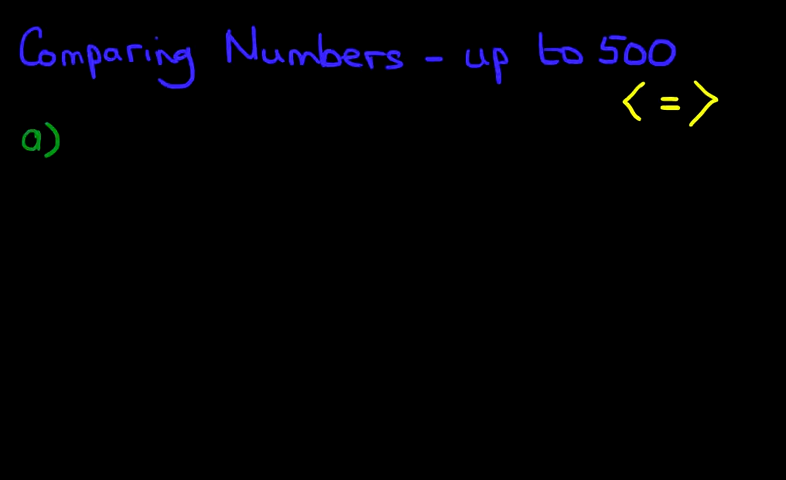 Comparing Numbers - up to 500
< = >
a)